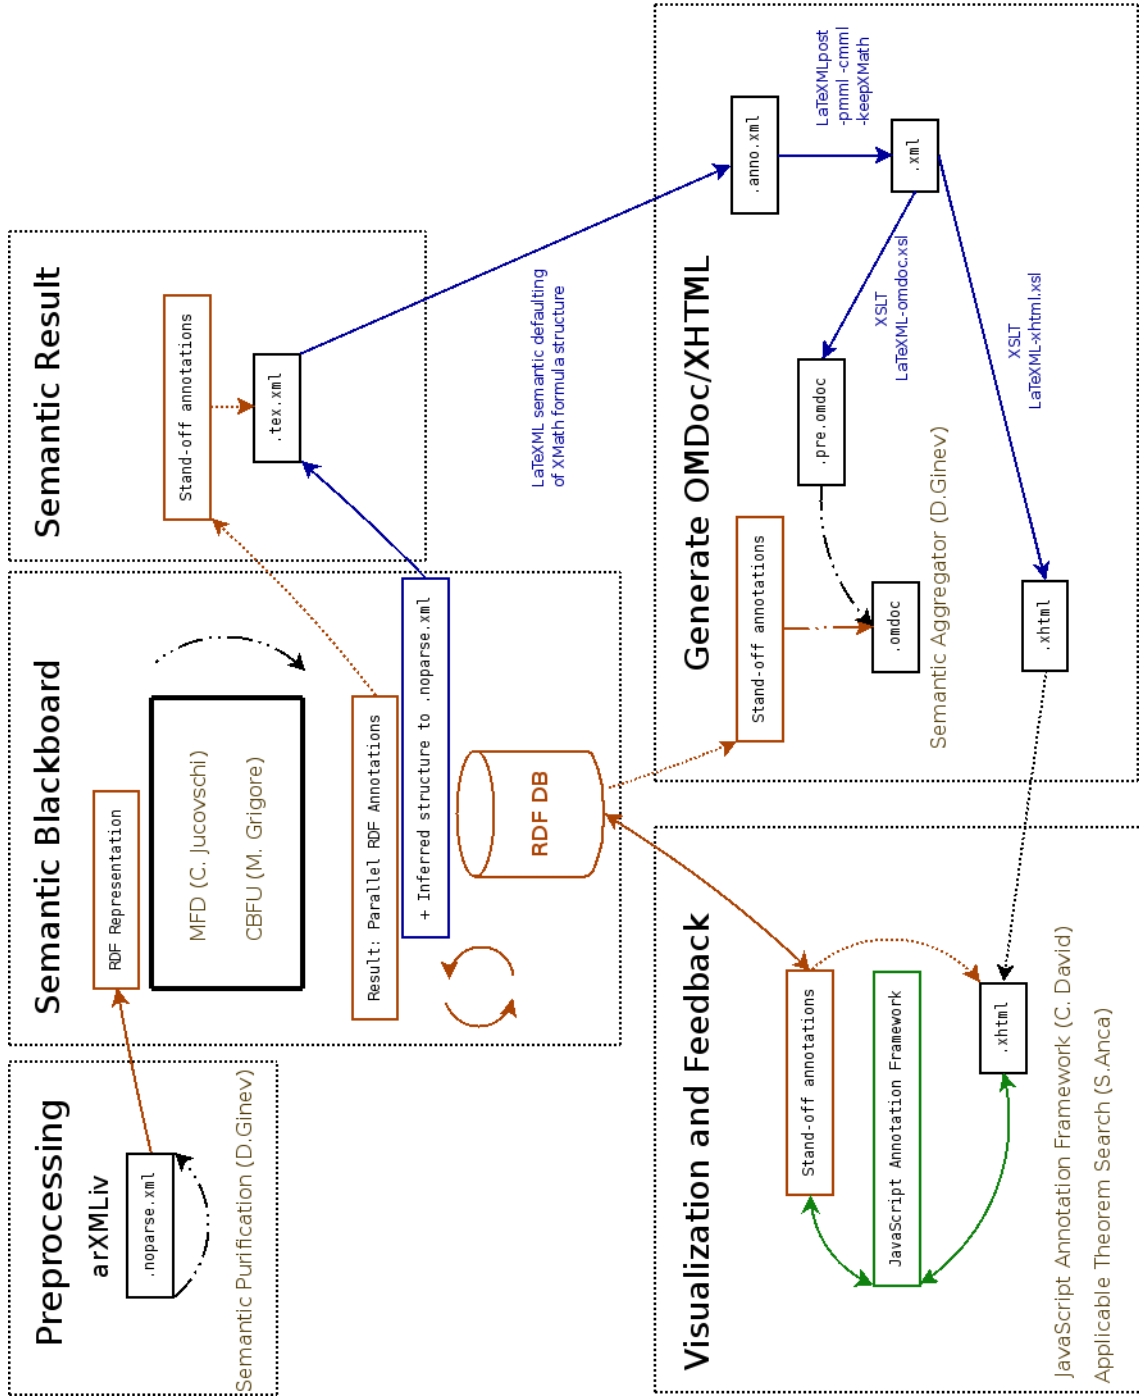 Preprocessing
arXMLiv
.noparse.xml
Semantic Purification (D.Ginev)
Semantic Blackboard
RDF Representation
MFD (C. Jucovschi)
CBFU (M. Grigore)
Result: Parallel RDF Annotations
+ Inferred structure to .noparse.xml
RDF DB
Semantic Result
Stand-off annotations
.tex.xml
LaTeXML semantic defaulting
of XMath formula structure
Visualization and Feedback
Stand-off annotations
JavaScript Annotation Framework
.xhtml
JavaScript Annotation Framework (C. David)
Applicable Theorem Search (S.Anca)
Generate OMDoc/XHTML
Stand-off annotations
.omdoc
Semantic Aggregator (D.Ginev)
.pre.omdoc
XSLT
LaTeXML-omdoc.xsl
.anno.xml
LaTeXMLpost
-pmml -cmml
-keepXMath
.xml
XSLT
LaTeXML-xhtml.xsl
.xhtml